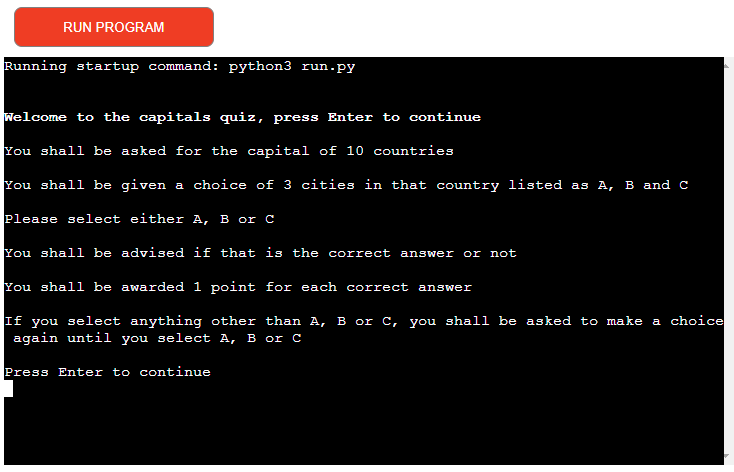 RUN PROGRAM
Running startup command: python3 run.py
Welcome to the capitals quiz, press Enter to continue
You shall be asked for the capital of 10 countries
You shall be given a choice of 3 cities in that country listed as A, B and C
Please select either A, B or C
You shall be advised if that is the correct answer or not
You shall be awarded 1 point for each correct answer
If you select anything other than A, B or C, you shall be asked to make a choice
again until you select A, B or C
Press Enter to continue